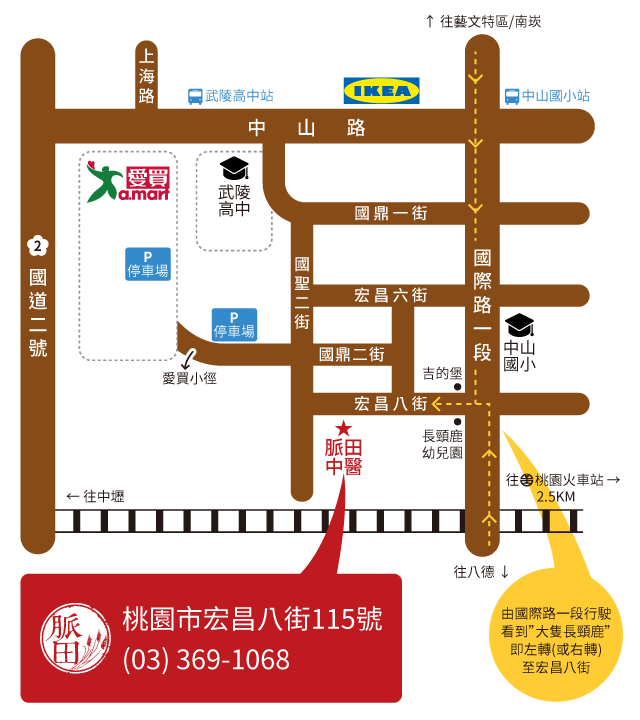 ↑ 往藝文特區/南崁
上海路
武陵高中站
IKEA
中山國小站
中山路
愛買
a.mart
武陵
高中
國鼎一街
2
國道二號
P
停車場
國聖二街
國際路一段
宏昌六街
P
停車場
中山
國小
國鼎二街
愛買小徑
吉的堡
宏昌八街
脈田
中醫
長頸鹿
幼兒園
往桃園火車站 →
2.5KM
← 往中壢
往八德 ↓
脈田
桃園市宏昌八街115號
(03) 369-1068
由國際路一段行駛
看到”大隻長頸鹿”
即左轉(或右轉)
至宏昌八街